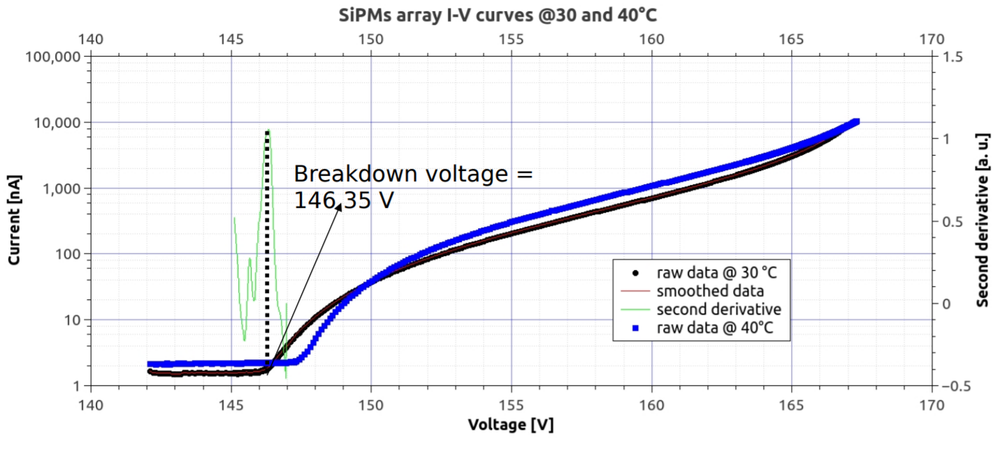 SiPMs array I-V curves @30 and 40°C
140 145 150 155 160 165 170
100,000
10,000
1,000
100
10
1
Current [nA]
1.5
1
0.5
0
−0.5
Second derivative [a. u.]
Breakdown voltage =
146.35 V
raw data @ 30 °C
smoothed data
second derivative
raw data @ 40°C
140 145 150 155 160 165 170
Voltage [V]